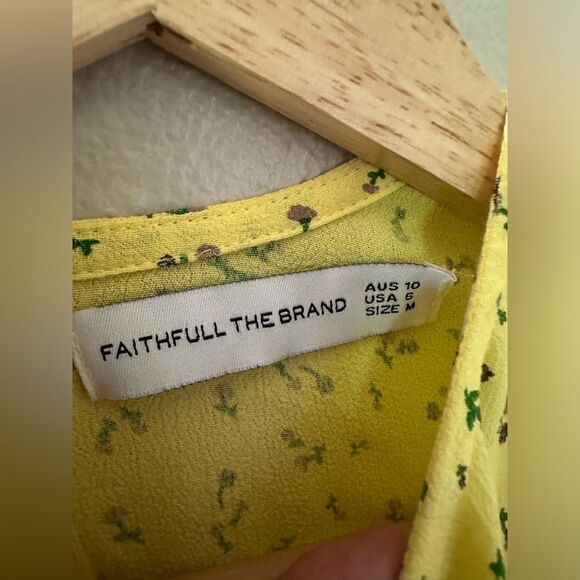 FAITHFULL THE BRAND
AUS 10
USA 6
SIZE M